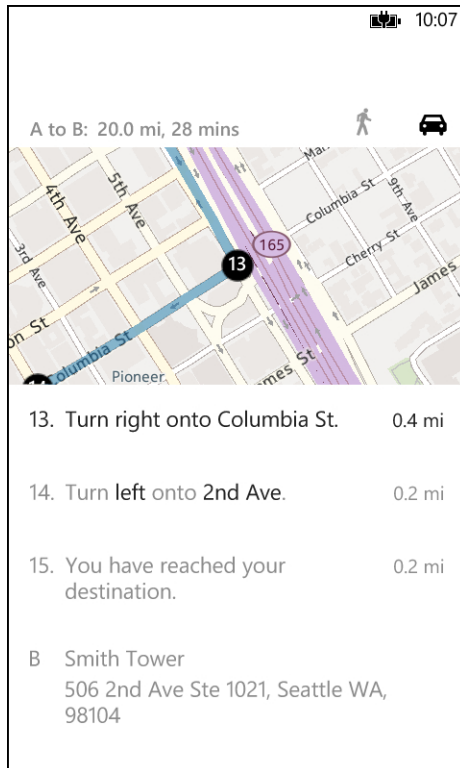 10:07
A to B: 20.0 mi, 28 mins
4th Ave
5th Ave
3rd Ave
165
Columbia St
9th Ave
Cherry St
James
13
on St
Columbia St
Pioneer
mes St
13. Turn right onto Columbia St. 0.4 mi
14. Turn left onto 2nd Ave. 0.2 mi
15. You have reached your 0.2 mi
destination.
B Smith Tower
506 2nd Ave Ste 1021, Seattle WA,
98104